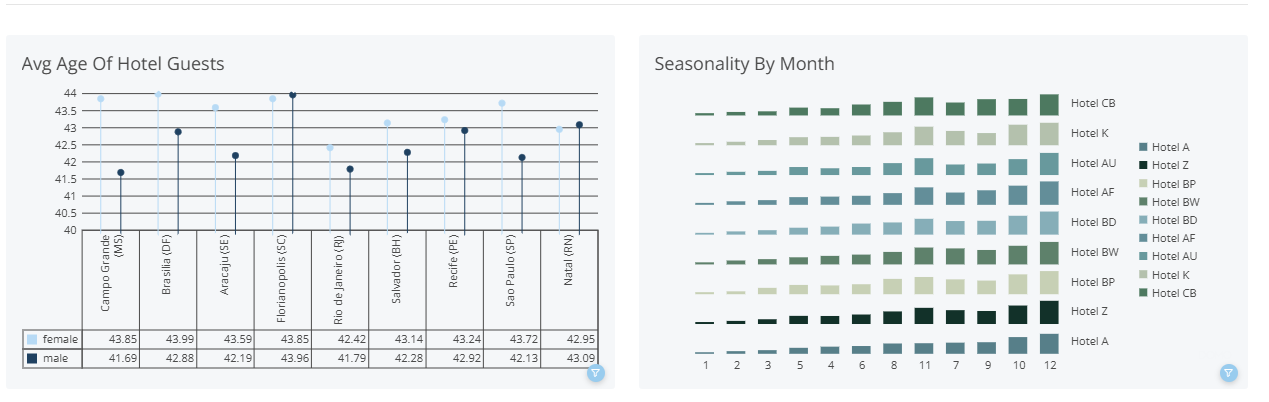 Avg Age Of Hotel Guests
44
43.5
43
42.5
42
41.5
41
40.5
40
Campo Grande (MS)
Brasilia (DF)
Aracaju (SE)
Florianopolis (SC)
Rio de Janeiro (RJ)
Salvador (BH)
Recife (PE)
Sao Paulo (SP)
Natal (RN)
female 43.85 43.99 43.59 43.85 42.42 43.14 43.24 43.72 42.95
male 41.69 42.88 42.19 43.96 41.79 42.28 42.92 42.13 43.09
Seasonality By Month
Hotel CB
Hotel K
Hotel AU
Hotel AF
Hotel BD
Hotel BW
Hotel BP
Hotel Z
Hotel A
1 2 3 5 4 6 8 11 7 9 10 12
Hotel A
Hotel Z
Hotel BP
Hotel BW
Hotel BD
Hotel AF
Hotel AU
Hotel K
Hotel CB